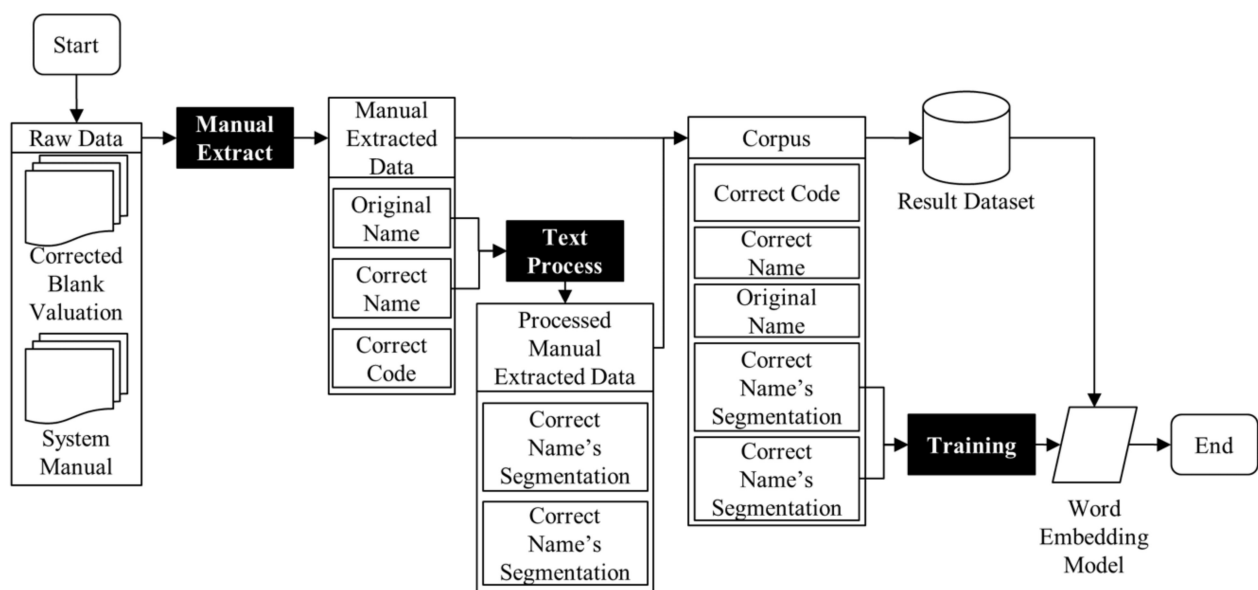 Start
Raw Data
Corrected
Blank
Valuation
System
Manual
Manual
Extract
Manual
Extracted
Data
Original
Name
Correct
Name
Correct
Code
Text
Process
Processed
Manual
Extracted Data
Correct
Name's
Segmentation
Correct
Name's
Segmentation
Corpus
Correct Code
Correct
Name
Original
Name
Correct
Name's
Segmentation
Correct
Name's
Segmentation
Result Dataset
Training
Word
Embedding
Model
End